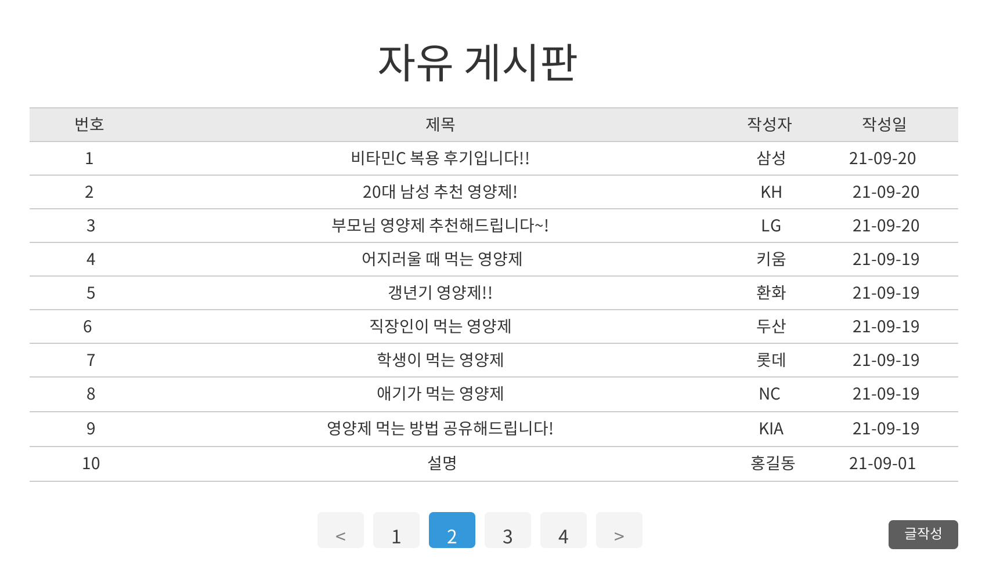 자유 게시판
번호 제목 작성자 작성일
1 비타민C 복용 후기입니다!! 삼성 21-09-20
2 20대 남성 추천 영양제! KH 21-09-20
3 부모님 영양제 추천해드립니다~! LG 21-09-20
4 어지러울 때 먹는 영양제 키움 21-09-19
5 갱년기 영양제!! 환화 21-09-19
6 직장인이 먹는 영양제 두산 21-09-19
7 학생이 먹는 영양제 롯데 21-09-19
8 애기가 먹는 영양제 NC 21-09-19
9 영양제 먹는 방법 공유해드립니다! KIA 21-09-19
10 설명 홍길동 21-09-01
< 1 2 3 4 > 글작성